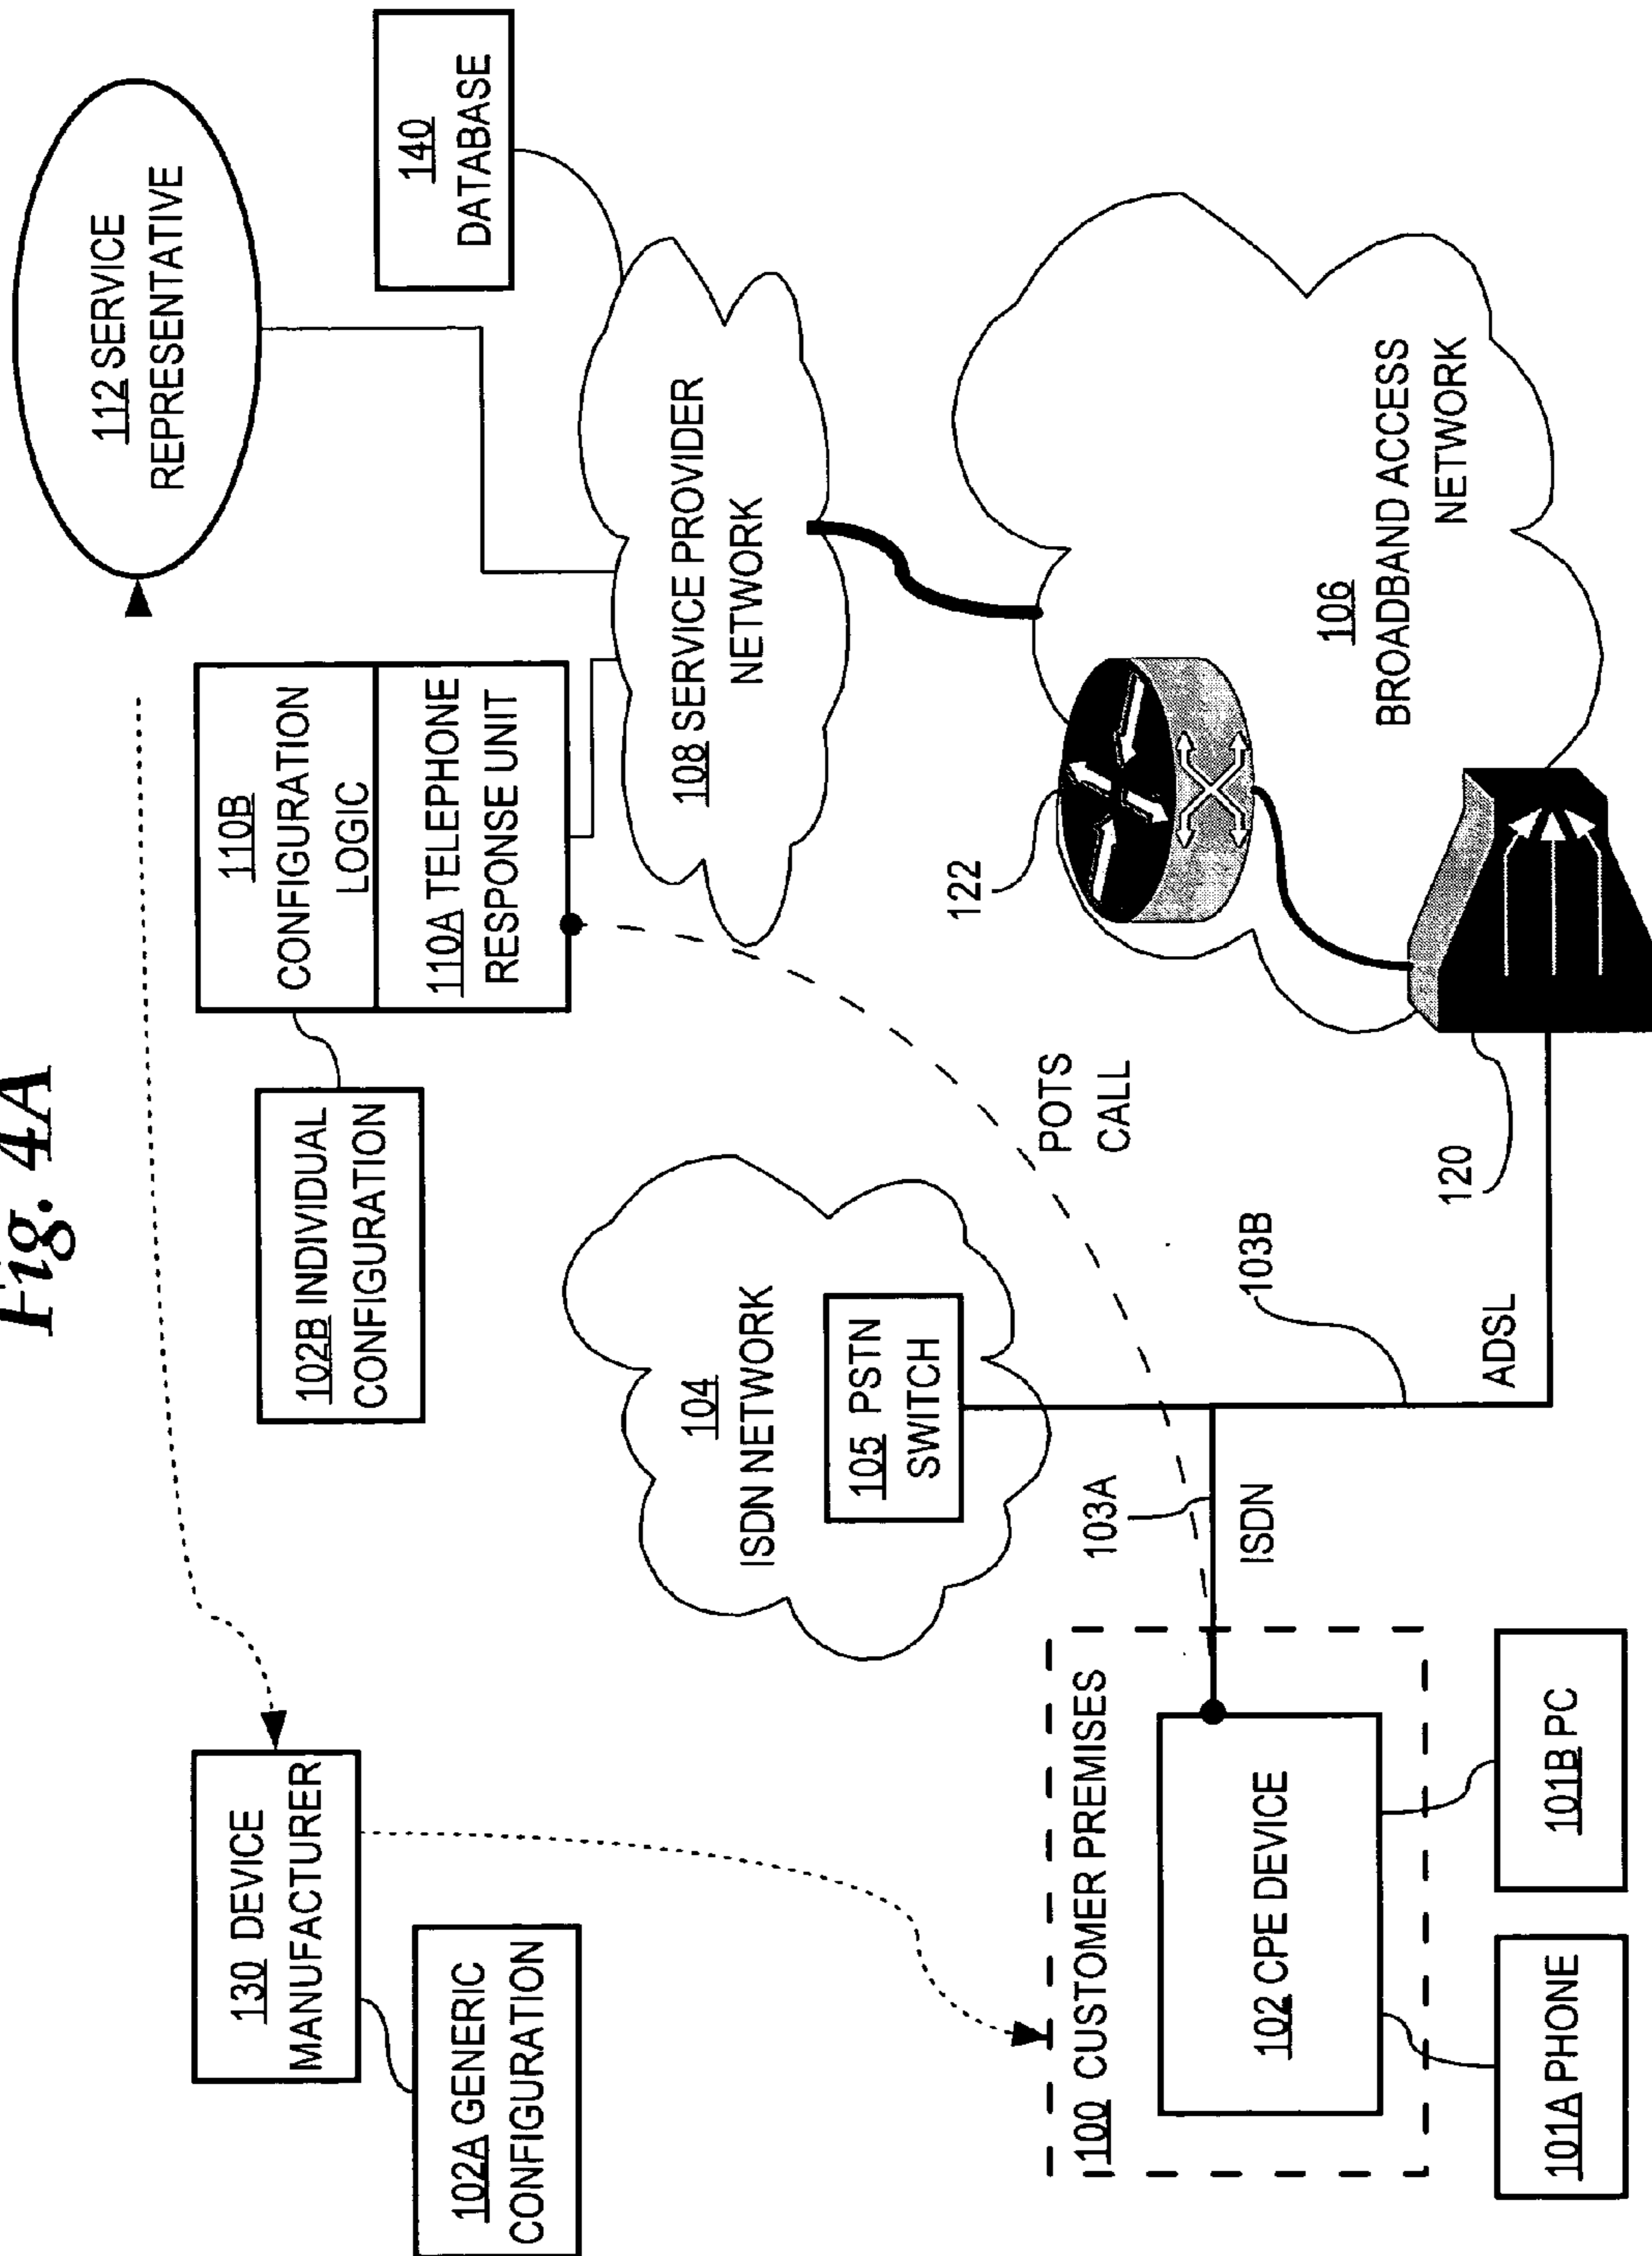 Fig. 4A
130 DEVICE
MANUFACTURER
102A GENERIC
CONFIGURATION
102B INDIVIDUAL
CONFIGURATION
110B
CONFIGURATION
LOGIC
110A TELEPHONE
RESPONSE UNIT
112 SERVICE
REPRESENTATIVE
140
DATABASE
108 SERVICE PROVIDER
NETWORK
104
ISDN NETWORK
105 PSTN
SWITCH
POTS
CALL
122
106
BROADBAND ACCESS
NETWORK
100 CUSTOMER PREMISES
102 CPE DEVICE
103A
ISDN
103B
ADSL
120
101A PHONE
101B PC